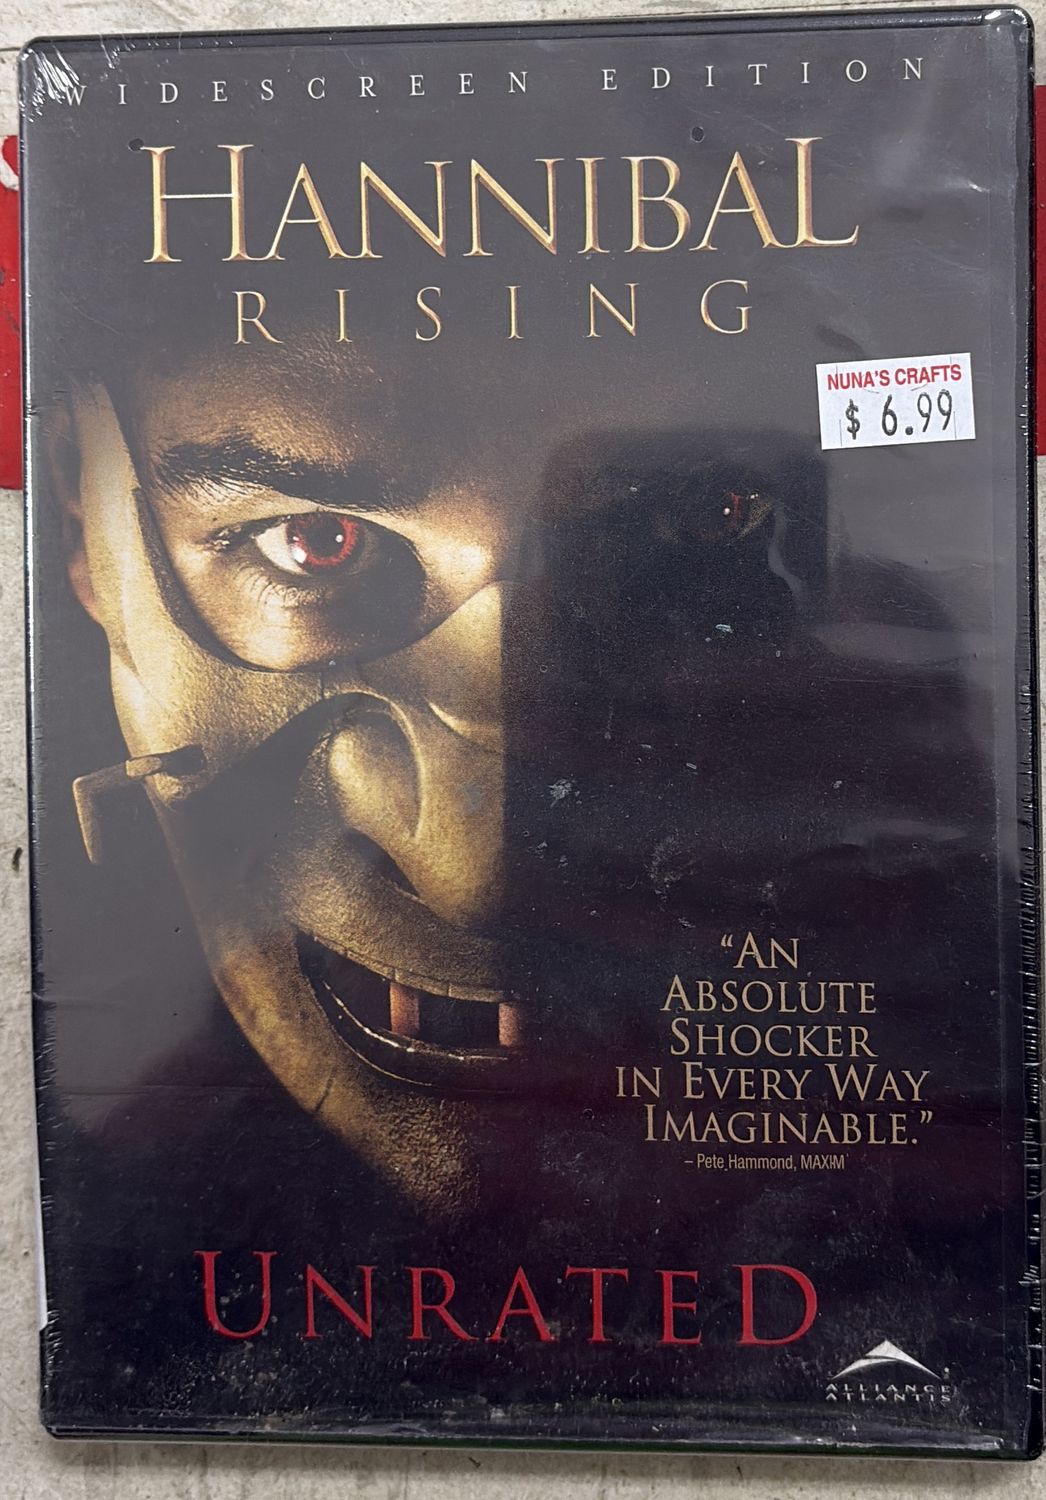 WIDESCREEN EDITION
HANNIBAL
RISING
NUNA'S CRAFTS
$ 6.99
"AN
ABSOLUTE
SHOCKER
IN EVERY WAY
IMAGINABLE."
– Pete Hammond, MAXIM
UNRATED
ALLIANCE
ATLANTIS